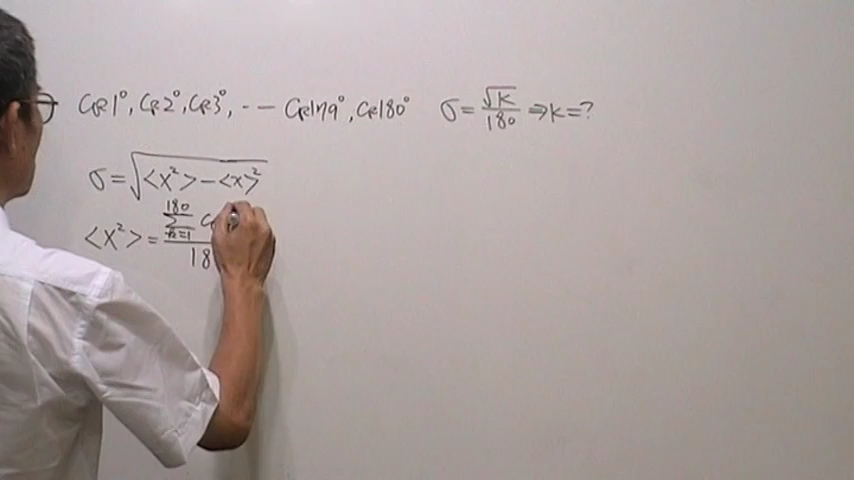 cos1°, cos2°, cos3°, ··-- cos179°, cos180° σ = √K/180 ⇒ K = ?
σ = √(<x²> - <x>²)
<x²> = Σ_{k=1}^{180} c / 18